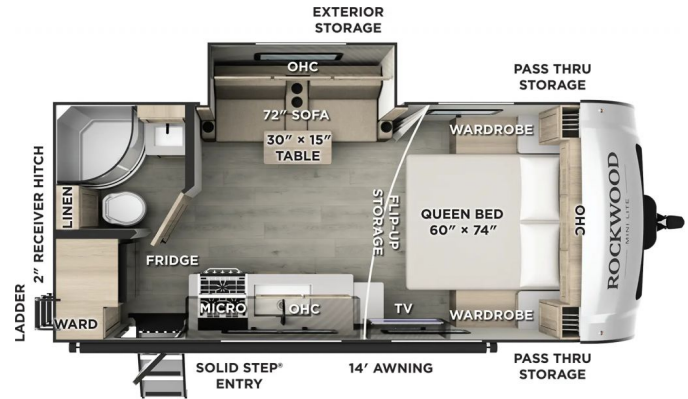 EXTERIOR
STORAGE
OHC
PASS THRU
STORAGE
72" SOFA
30" × 15"
TABLE
WARDROBE
2" RECEIVER HITCH
LINEN
FLIP-UP
STORAGE
QUEEN BED
60" × 74"
OHC
ROCKWOOD
MINI LITE
FRIDGE
LADDER
WARD
MICRO
OHC
TV
WARDROBE
SOLID STEP®
ENTRY
14' AWNING
PASS THRU
STORAGE